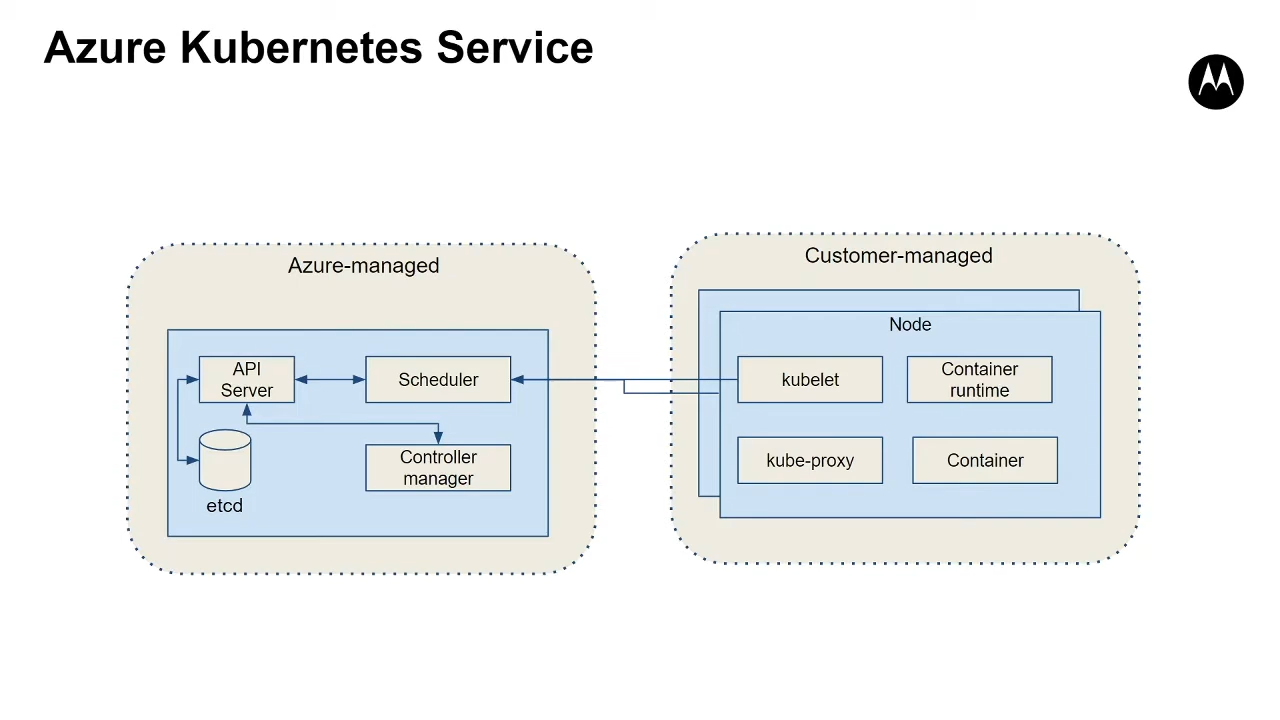 Azure Kubernetes Service
Azure-managed
API
Server
Scheduler
Controller
manager
etcd
Customer-managed
Node
kubelet
Container
runtime
kube-proxy
Container